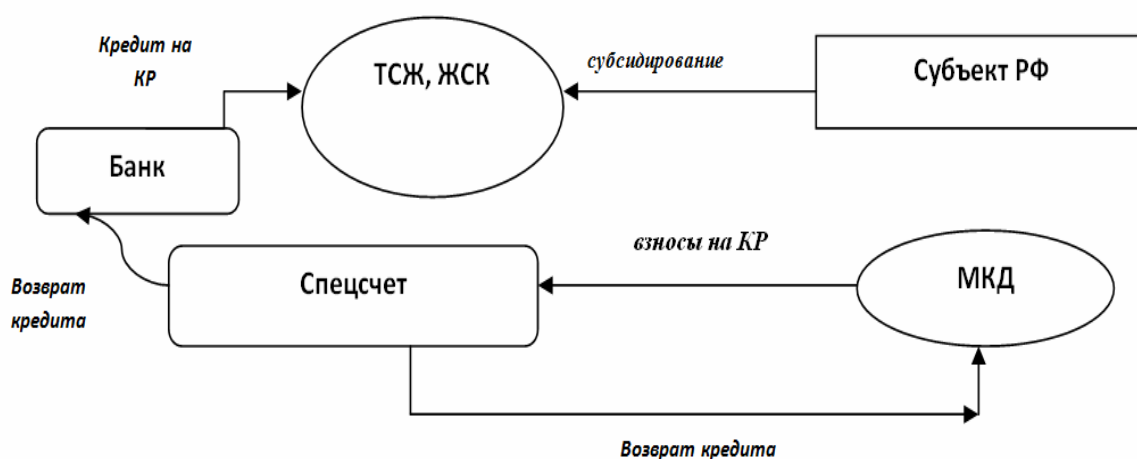 Кредит на
КР
ТСЖ, ЖСК
субсидирование
Субъект РФ
Банк
взносы на КР
Спецсчет
МКД
Возврат
кредита
Возврат кредита